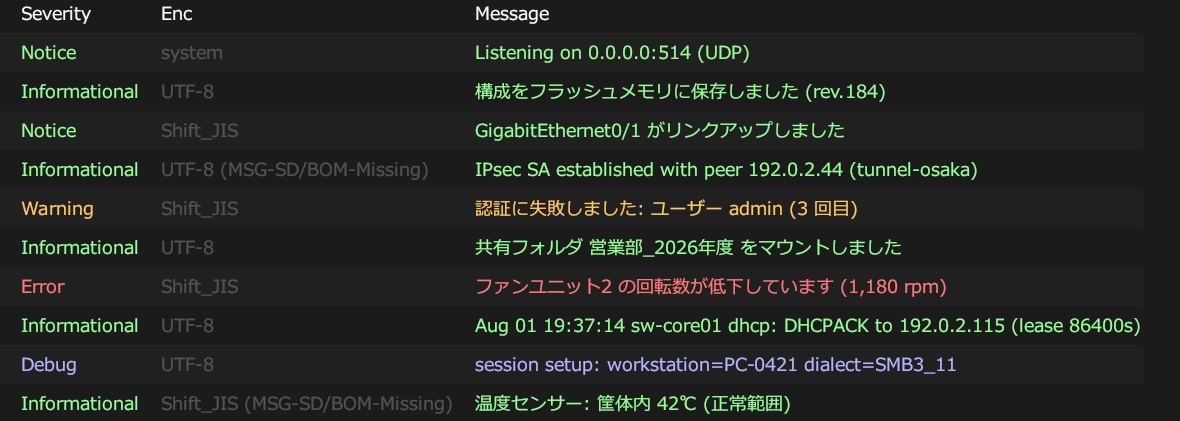 Severity Enc Message
Notice system Listening on 0.0.0.0:514 (UDP)
Informational UTF-8 構成をフラッシュメモリに保存しました (rev.184)
Notice Shift_JIS GigabitEthernet0/1 がリンクアップしました
Informational UTF-8 (MSG-SD/BOM-Missing) IPsec SA established with peer 192.0.2.44 (tunnel-osaka)
Warning Shift_JIS 認証に失敗しました: ユーザー admin (3 回目)
Informational UTF-8 共有フォルダ 営業部_2026年度 をマウントしました
Error Shift_JIS ファンユニット2 の回転数が低下しています (1,180 rpm)
Informational UTF-8 Aug 01 19:37:14 sw-core01 dhcp: DHCPACK to 192.0.2.115 (lease 86400s)
Debug UTF-8 session setup: workstation=PC-0421 dialect=SMB3_11
Informational Shift_JIS (MSG-SD/BOM-Missing) 温度センサー: 筐体内 42℃ (正常範囲)